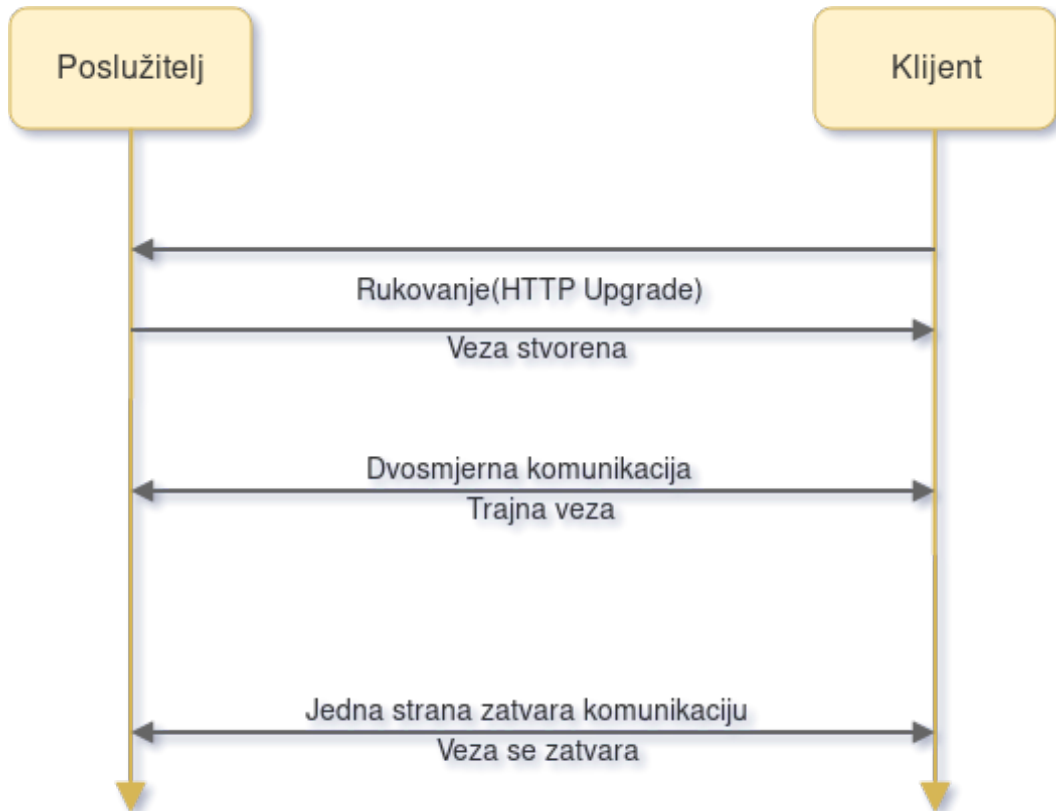 Poslužitelj
Klijent
Rukovanje(HTTP Upgrade)
Veza stvorena
Dvosmjerna komunikacija
Trajna veza
Jedna strana zatvara komunikaciju
Veza se zatvara